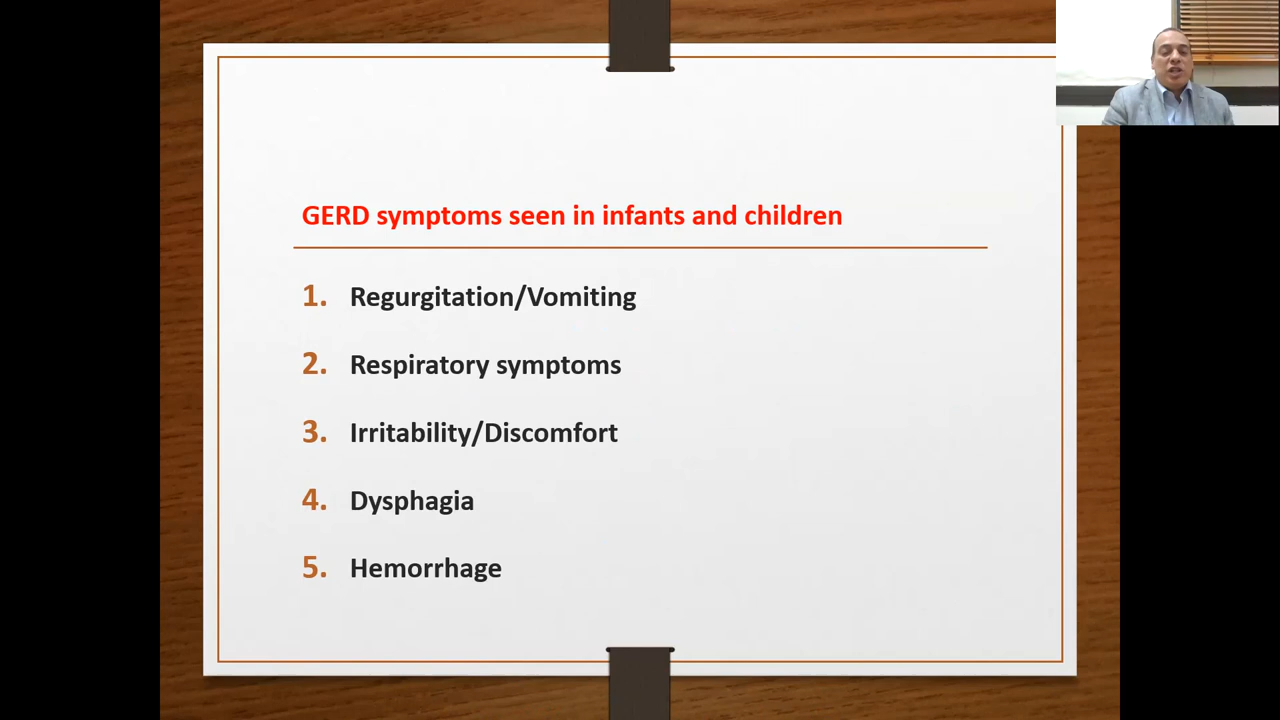 GERD symptoms seen in infants and children
1. Regurgitation/Vomiting
2. Respiratory symptoms
3. Irritability/Discomfort
4. Dysphagia
5. Hemorrhage